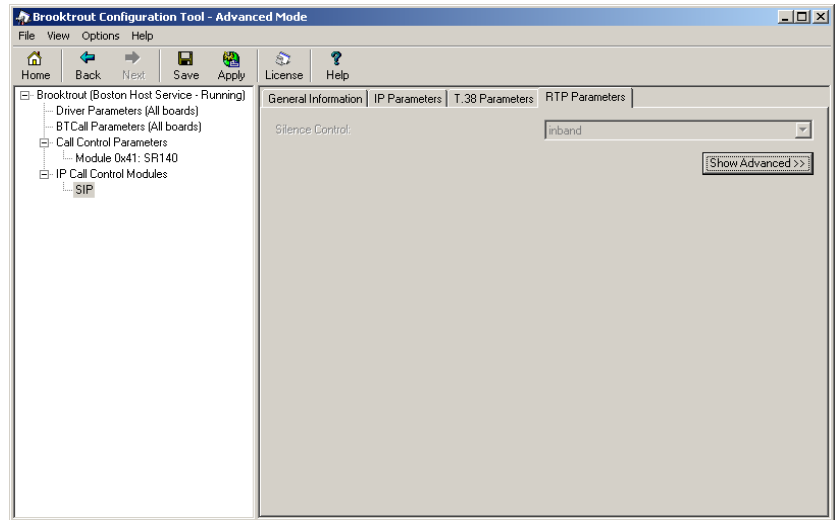 Brooktrout Configuration Tool - Advanced Mode
File View Options Help
Home Back Next Save Apply License Help
Brooktrout (Boston Host Service - Running)
Driver Parameters (All boards)
BTCall Parameters (All boards)
Call Control Parameters
Module 0x41: SR140
IP Call Control Modules
SIP
General Information IP Parameters T.38 Parameters RTP Parameters
Silence Control: inband
Show Advanced >>